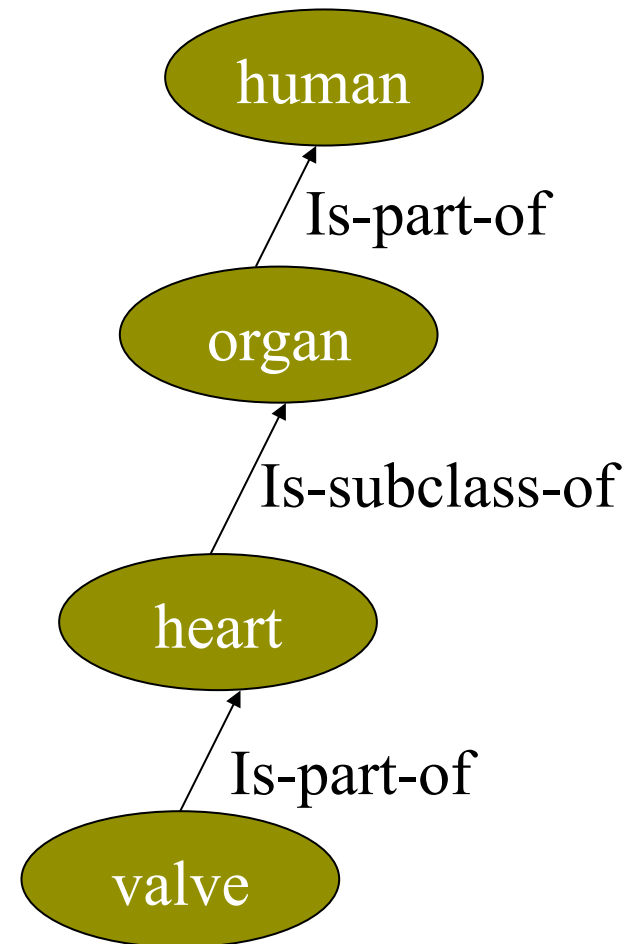 human
Is-part-of
organ
Is-subclass-of
heart
Is-part-of
valve